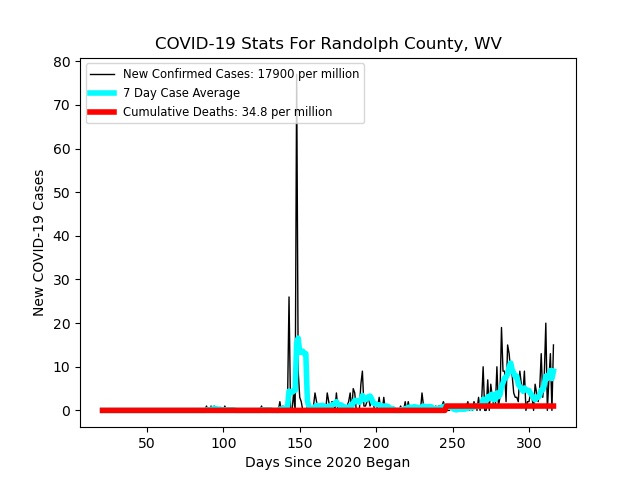 COVID-19 Stats For Randolph County, WV
New Confirmed Cases: 17900 per million
7 Day Case Average
Cumulative Deaths: 34.8 per million
80
70
60
50
40
30
20
10
0
New COVID-19 Cases
50 100 150 200 250 300
Days Since 2020 Began